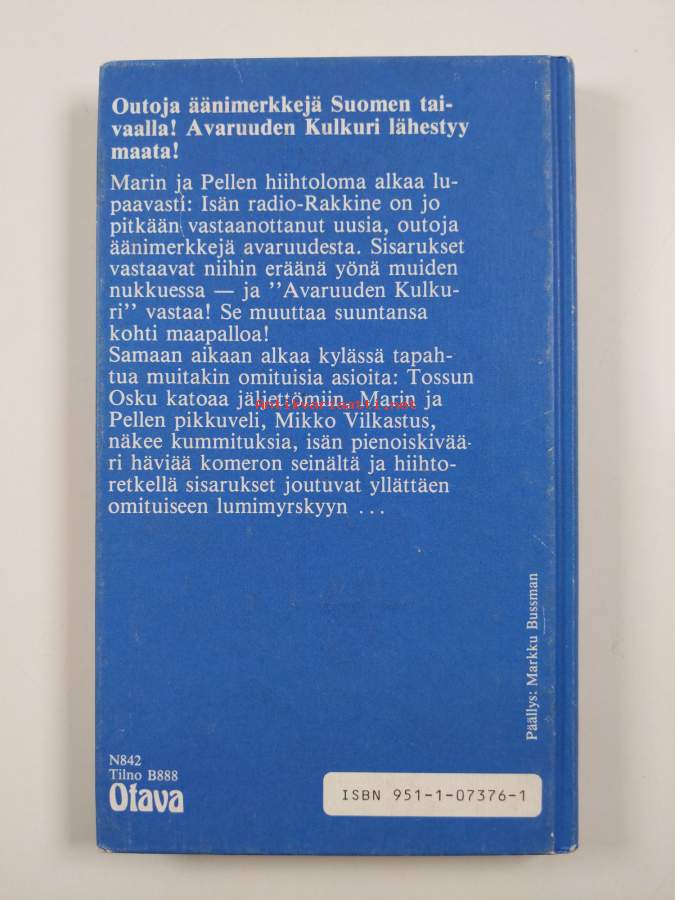 Outoja äänimerkkejä Suomen tai-
vaalla! Avaruuden Kulkuri lähestyy
maata!
Marin ja Pellen hiihtoloma alkaa lu-
paavasti: Isän radio-Rakkine on jo
pitkään vastaanottanut uusia, outoja
äänimerkkejä avaruudesta. Sisarukset
vastaavat niihin eräänä yönä muiden
nukkuessa — ja ”Avaruuden Kulku-
ri” vastaa! Se muuttaa suuntansa
kohti maapalloa!
Samaan aikaan alkaa kylässä tapah-
tua muitakin omituisia asioita: Tossun
Osku katoaa jäljettömiin, Marin ja
Pellen pikkuveli, Mikko Vilkastus,
näkee kummituksia, isän pienoiskivää-
ri häviää komeron seinältä ja hiihto-
retkellä sisarukset joutuvat yllättäen
omituiseen lumimyrskyyn ...
Antikvariaatti.net
Päällys: Markku Bussman
N842
Tilno B888
Otava
ISBN 951-1-07376-1